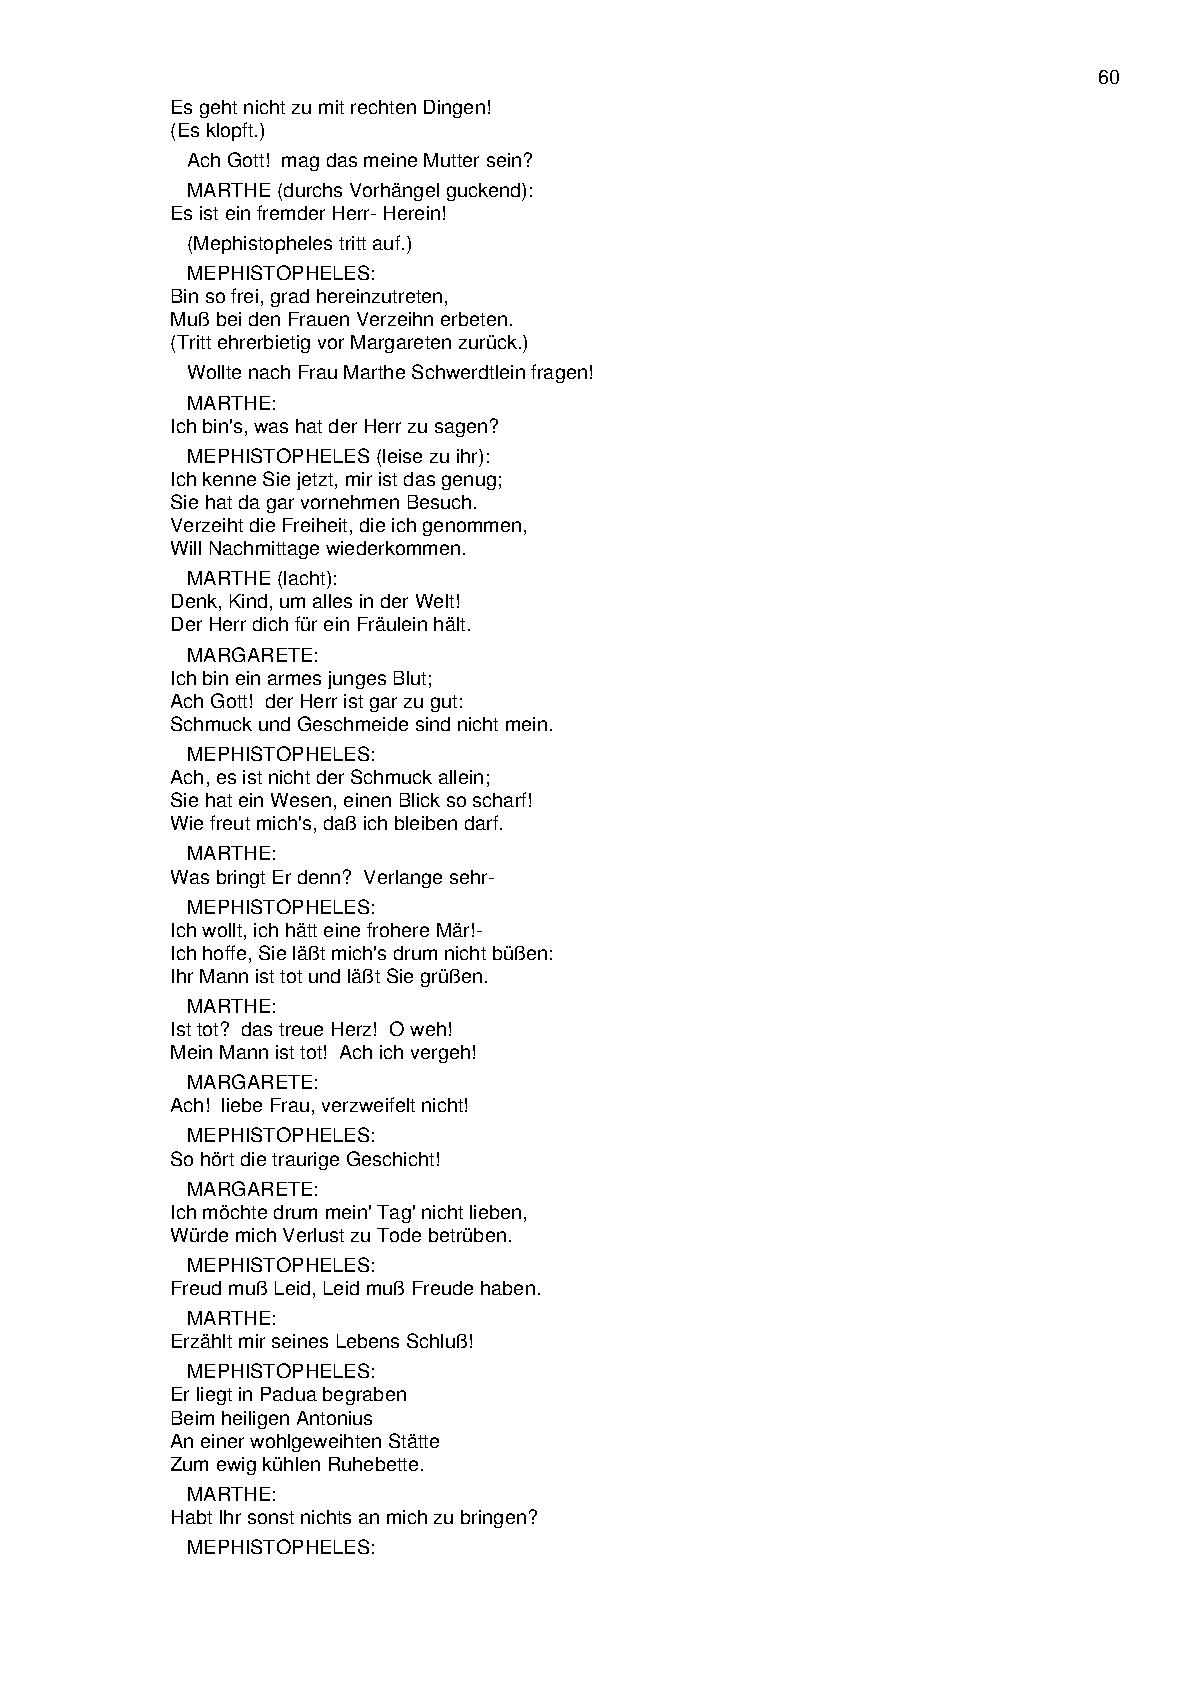 60
Es geht nicht zu mit rechten Dingen!
(Es klopft.)
Ach Gott!  mag das meine Mutter sein?
MARTHE (durchs Vorhängel guckend):
Es ist ein fremder Herr- Herein!
(Mephistopheles tritt auf.)
MEPHISTOPHELES:
Bin so frei, grad hereinzutreten,
Muß bei den Frauen Verzeihn erbeten.
(Tritt ehrerbietig vor Margareten zurück.)
Wollte nach Frau Marthe Schwerdtlein fragen!
MARTHE:
Ich bin's, was hat der Herr zu sagen?
MEPHISTOPHELES (leise zu ihr):
Ich kenne Sie jetzt, mir ist das genug;
Sie hat da gar vornehmen Besuch.
Verzeiht die Freiheit, die ich genommen,
Will Nachmittage wiederkommen.
MARTHE (lacht):
Denk, Kind, um alles in der Welt!
Der Herr dich für ein Fräulein hält.
MARGARETE:
Ich bin ein armes junges Blut;
Ach Gott!  der Herr ist gar zu gut:
Schmuck und Geschmeide sind nicht mein.
MEPHISTOPHELES:
Ach, es ist nicht der Schmuck allein;
Sie hat ein Wesen, einen Blick so scharf!
Wie freut mich's, daß ich bleiben darf.
MARTHE:
Was bringt Er denn?  Verlange sehr-
MEPHISTOPHELES:
Ich wollt, ich hätt eine frohere Mär!-
Ich hoffe, Sie läßt mich's drum nicht büßen:
Ihr Mann ist tot und läßt Sie grüßen.
MARTHE:
Ist tot?  das treue Herz!  O weh!
Mein Mann ist tot!  Ach ich vergeh!
MARGARETE:
Ach!  liebe Frau, verzweifelt nicht!
MEPHISTOPHELES:
So hört die traurige Geschicht!
MARGARETE:
Ich möchte drum mein' Tag' nicht lieben,
Würde mich Verlust zu Tode betrüben.
MEPHISTOPHELES:
Freud muß Leid, Leid muß Freude haben.
MARTHE:
Erzählt mir seines Lebens Schluß!
MEPHISTOPHELES:
Er liegt in Padua begraben
Beim heiligen Antonius
An einer wohlgeweihten Stätte
Zum ewig kühlen Ruhebette.
MARTHE:
Habt Ihr sonst nichts an mich zu bringen?
MEPHISTOPHELES: